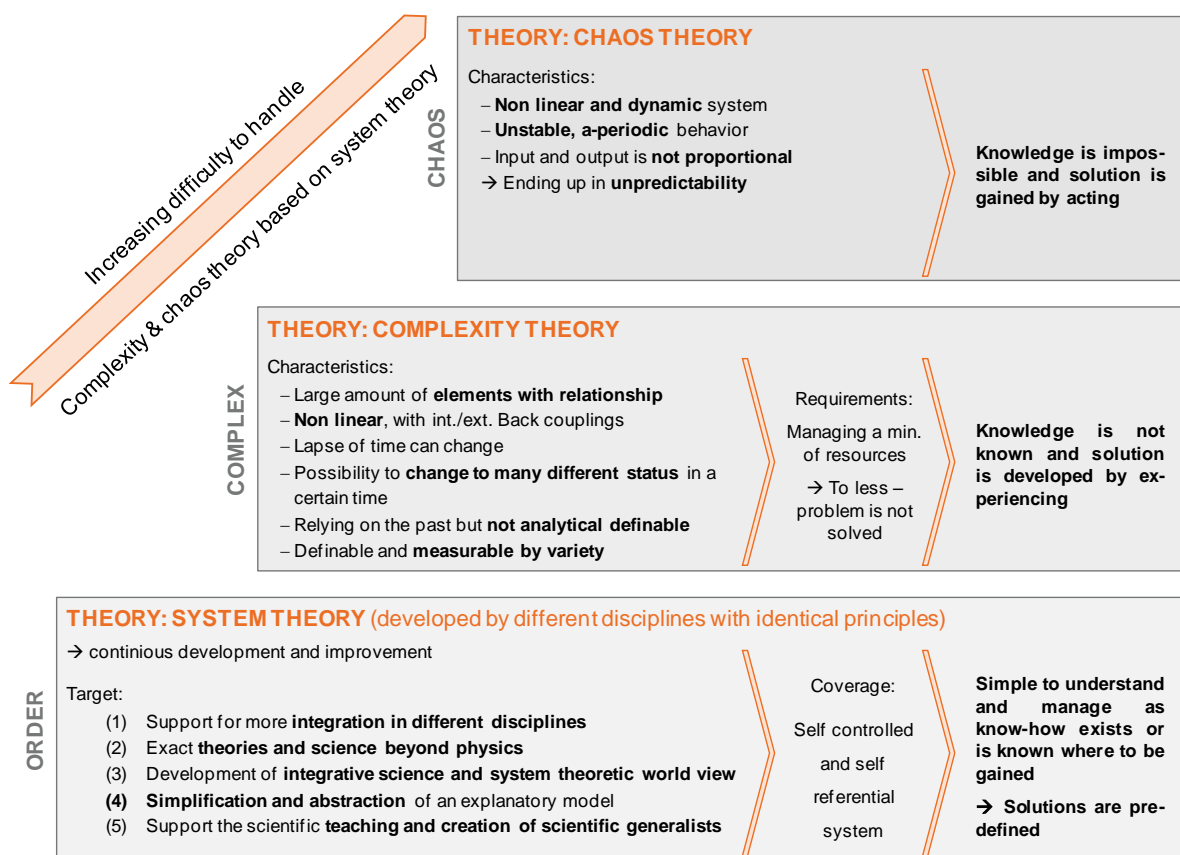 Increasing difficulty to handle
Complexity & chaos theory based on system theory
CHAOS
THEORY: CHAOS THEORY
Characteristics:
– Non linear and dynamic system
– Unstable, a-periodic behavior
– Input and output is not proportional
→ Ending up in unpredictability
Knowledge is impos-
sible and solution is
gained by acting
COMPLEX
THEORY: COMPLEXITY THEORY
Characteristics:
– Large amount of elements with relationship
– Non linear, with int./ext. Back couplings
– Lapse of time can change
– Possibility to change to many different status in a
certain time
– Relying on the past but not analytical definable
– Definable and measurable by variety
Requirements:
Managing a min.
of resources
→ To less –
problem is not
solved
Knowledge is not
known and solution
is developed by ex-
periencing
ORDER
THEORY: SYSTEM THEORY (developed by different disciplines with identical principles)
→ continious development and improvement
Target:
(1) Support for more integration in different disciplines
(2) Exact theories and science beyond physics
(3) Development of integrative science and system theoretic world view
(4) Simplification and abstraction of an explanatory model
(5) Support the scientific teaching and creation of scientific generalists
Coverage:
Self controlled
and self
referential
system
Simple to understand
and manage as
know-how exists or
is known where to be
gained
→ Solutions are pre-
defined